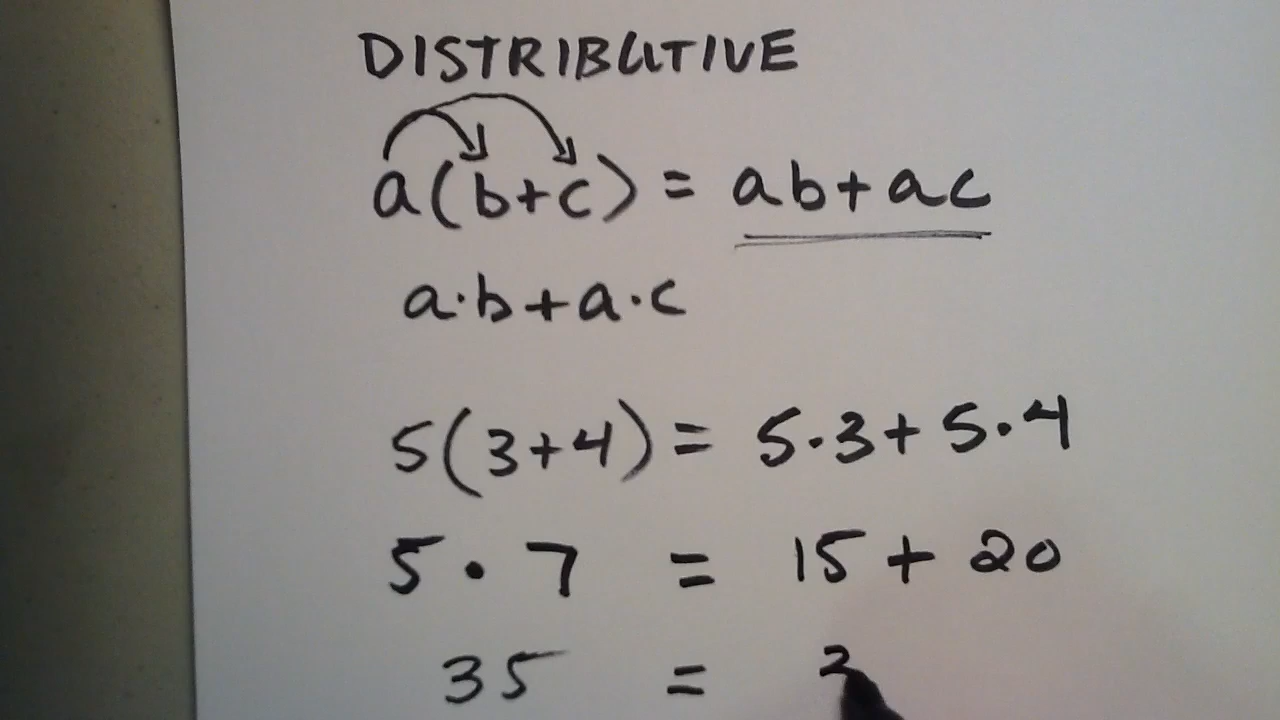 DISTRIBUTIVE
a(b+c) = ab+ac
a·b+a·c
5(3+4) = 5·3+5·4
5·7 = 15+20
35 =